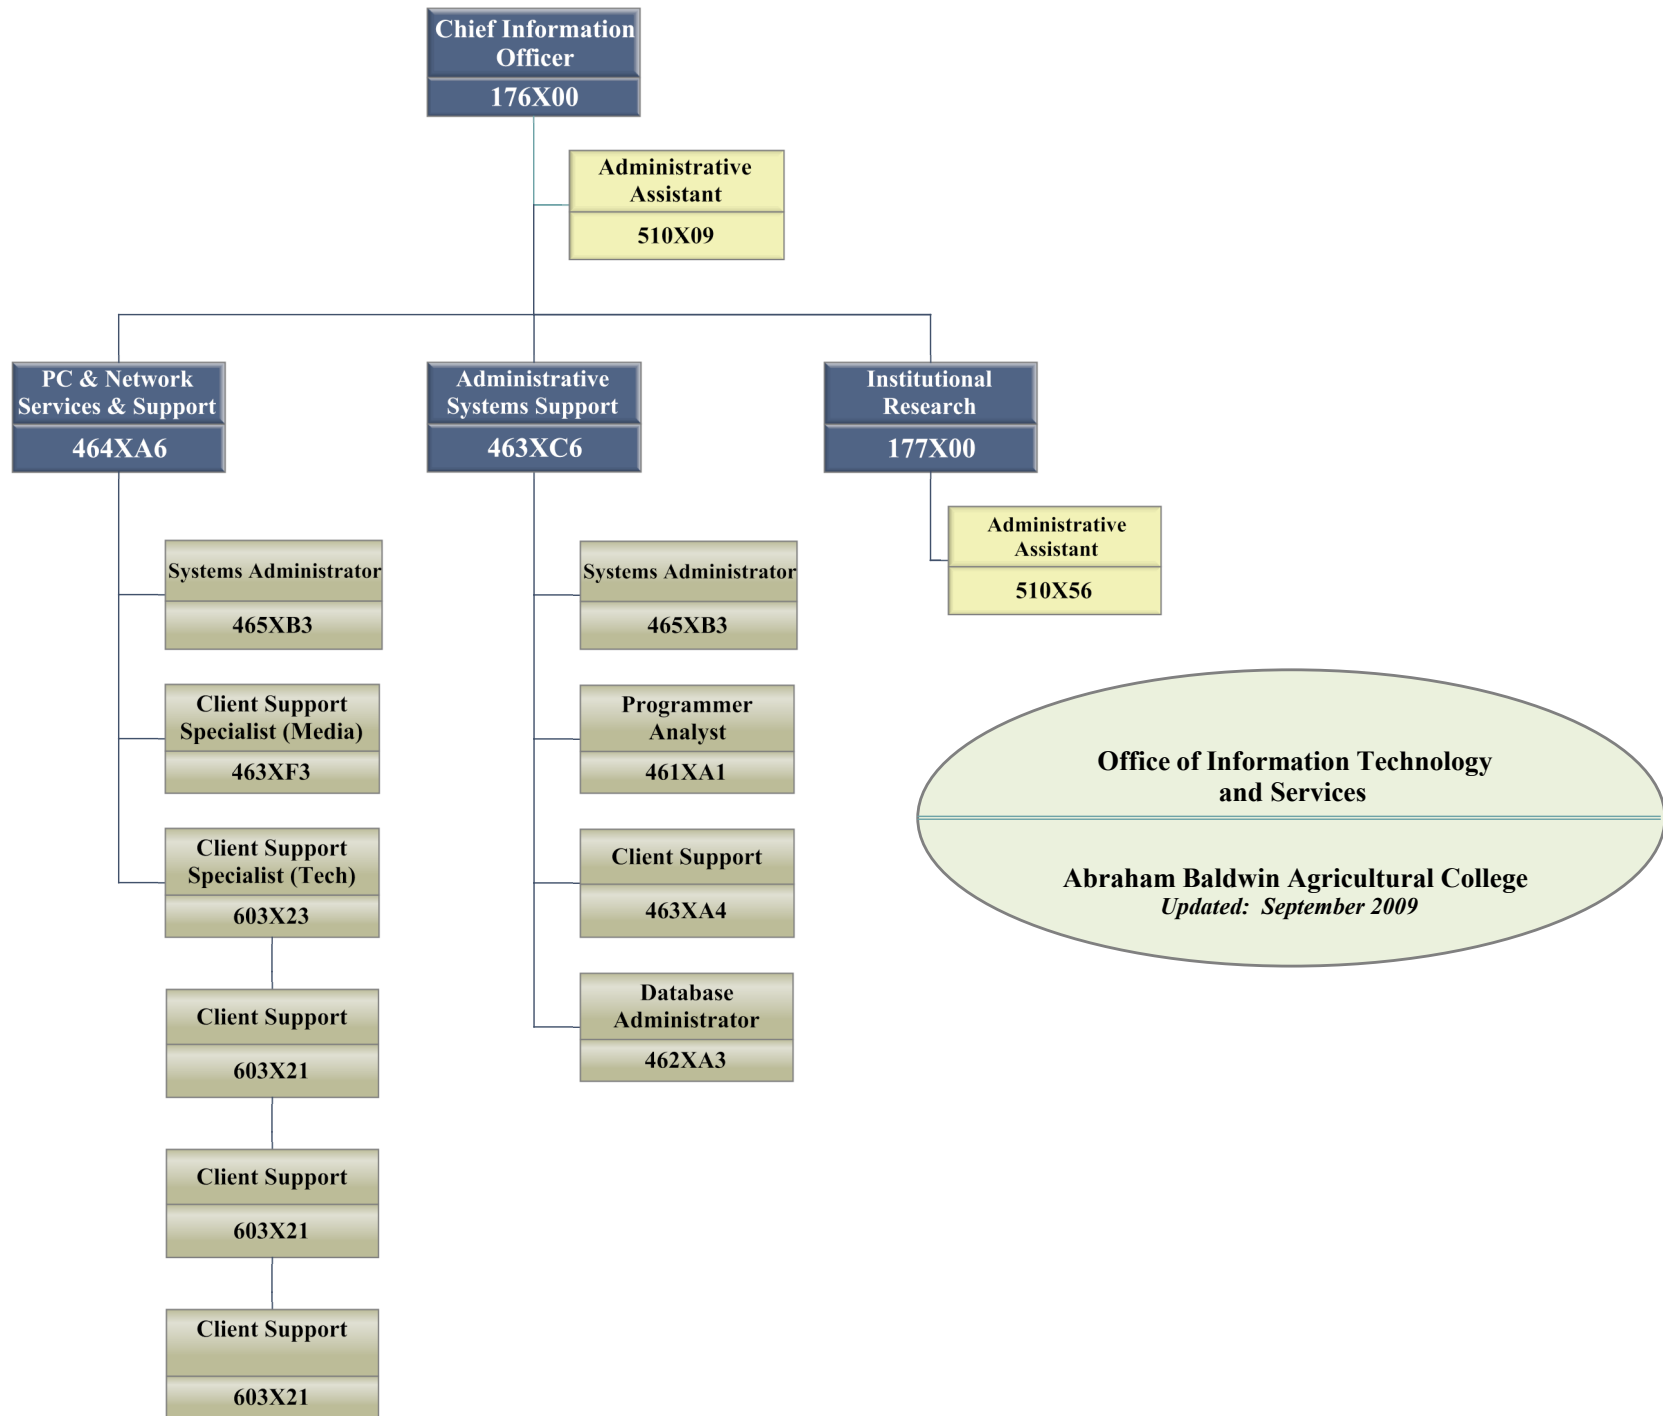 Chief Information
Officer
176X00
Administrative
Assistant
510X09
PC & Network
Services & Support
464XA6
Administrative
Systems Support
463XC6
Institutional
Research
177X00
Administrative
Assistant
510X56
Systems Administrator
465XB3
Client Support
Specialist (Media)
463XF3
Client Support
Specialist (Tech)
603X23
Client Support
603X21
Client Support
603X21
Client Support
603X21
Systems Administrator
465XB3
Programmer
Analyst
461XA1
Client Support
463XA4
Database
Administrator
462XA3
Office of Information Technology
and Services
Abraham Baldwin Agricultural College
Updated: September 2009